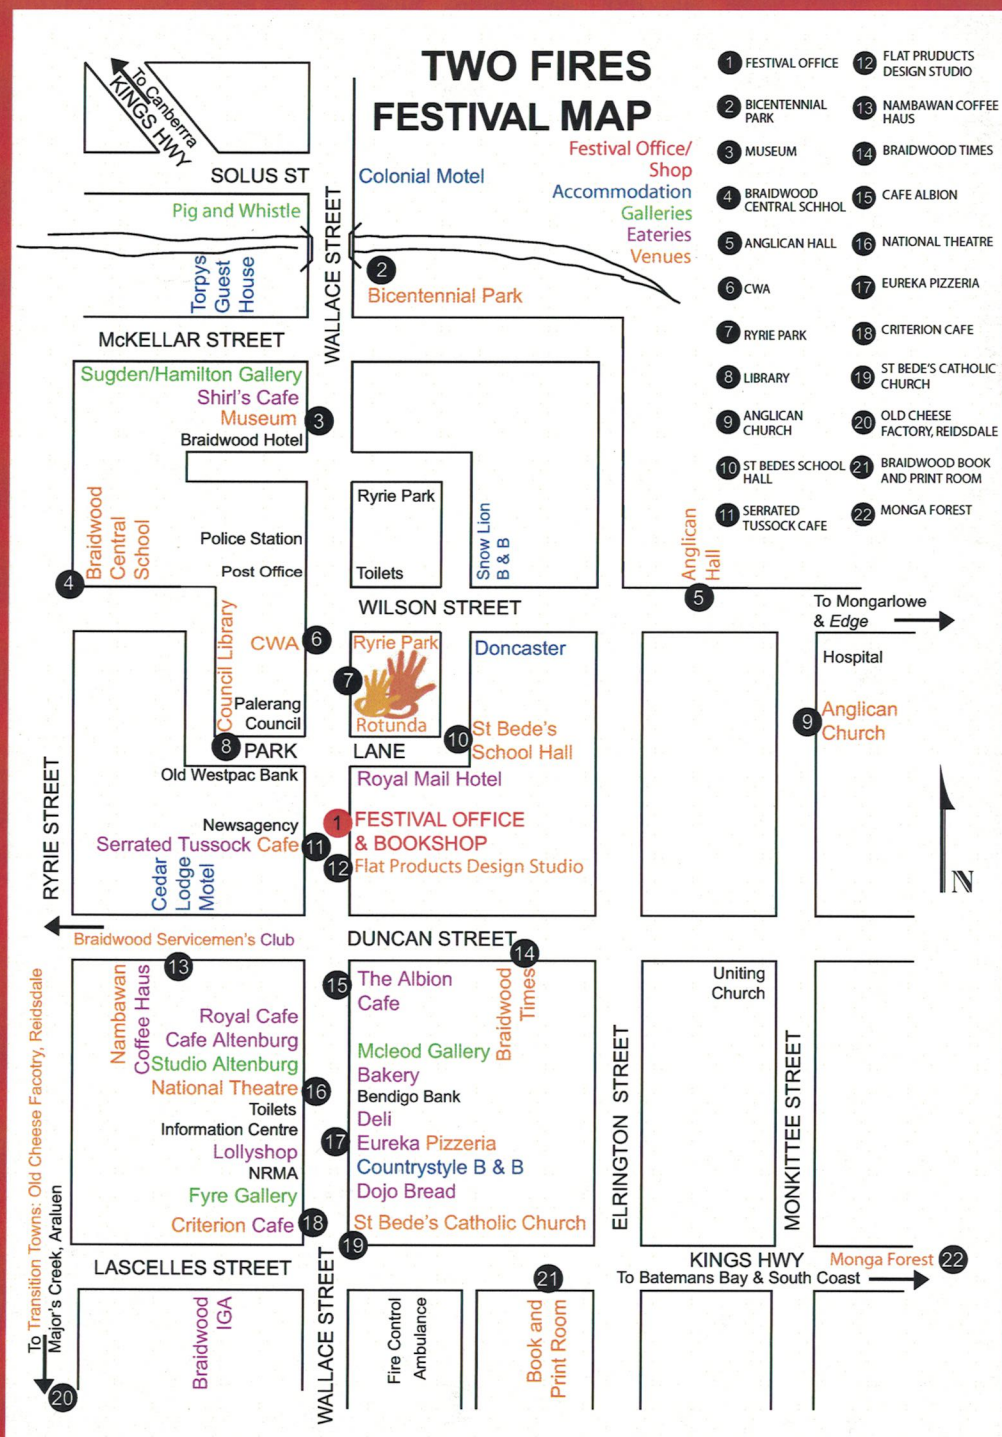 TWO FIRES
FESTIVAL MAP
Festival Office/
Shop
Accommodation
Galleries
Eateries
Venues
1 FESTIVAL OFFICE
2 BICENTENNIAL
PARK
3 MUSEUM
4 BRAIDWOOD
CENTRAL SCHHOL
5 ANGLICAN HALL
6 CWA
7 RYRIE PARK
8 LIBRARY
9 ANGLICAN
CHURCH
10 ST BEDES SCHOOL
HALL
11 SERRATED
TUSSOCK CAFE
12 FLAT PRUDUCTS
DESIGN STUDIO
13 NAMBAWAN COFFEE
HAUS
14 BRAIDWOOD TIMES
15 CAFE ALBION
16 NATIONAL THEATRE
17 EUREKA PIZZERIA
18 CRITERION CAFE
19 ST BEDE'S CATHOLIC
CHURCH
20 OLD CHEESE
FACTORY, REIDSDALE
21 BRAIDWOOD BOOK
AND PRINT ROOM
22 MONGA FOREST
To Canberrra
KINGS HWY
SOLUS ST
Colonial Motel
WALLACE STREET
Pig and Whistle
Torpys
Guest
House
2
Bicentennial Park
McKELLAR STREET
Sugden/Hamilton Gallery
Shirl's Cafe
Museum
3
Braidwood Hotel
Braidwood
Central
School
4
Police Station
Post Office
Ryrie Park
Toilets
Snow Lion
B & B
Anglican
Hall
5
WILSON STREET
To Mongarlowe
& Edge
Council Library
CWA
6
Ryrie Park
7
Rotunda
Doncaster
Hospital
9
Anglican
Church
Palerang
Council
8
10
St Bede's
School Hall
PARK
LANE
Old Westpac Bank
Royal Mail Hotel
RYRIE STREET
1
FESTIVAL OFFICE
& BOOKSHOP
Newsagency
Serrated Tussock Cafe
11
12
Flat Products Design Studio
Cedar
Lodge
Motel
N
Braidwood Servicemen's Club
DUNCAN STREET
13
Nambawan
Coffee Haus
14
Braidwood
Times
15
The Albion
Cafe
Uniting
Church
Royal Cafe
Cafe Altenburg
Studio Altenburg
National Theatre
16
Toilets
Information Centre
Lollyshop
NRMA
Fyre Gallery
Criterion Cafe
18
Mcleod Gallery
Bakery
Bendigo Bank
Deli
17
Eureka Pizzeria
Countrystyle B & B
Dojo Bread
St Bede's Catholic Church
19
ELRINGTON STREET
MONKITTEE STREET
LASCELLES STREET
KINGS HWY
To Batemans Bay & South Coast
Monga Forest
22
WALLACE STREET
Braidwood
IGA
Fire Control
Ambulance
21
Book and
Print Room
To Transition Towns: Old Cheese Facotry, Reidsdale
Major's Creek, Araluen
20